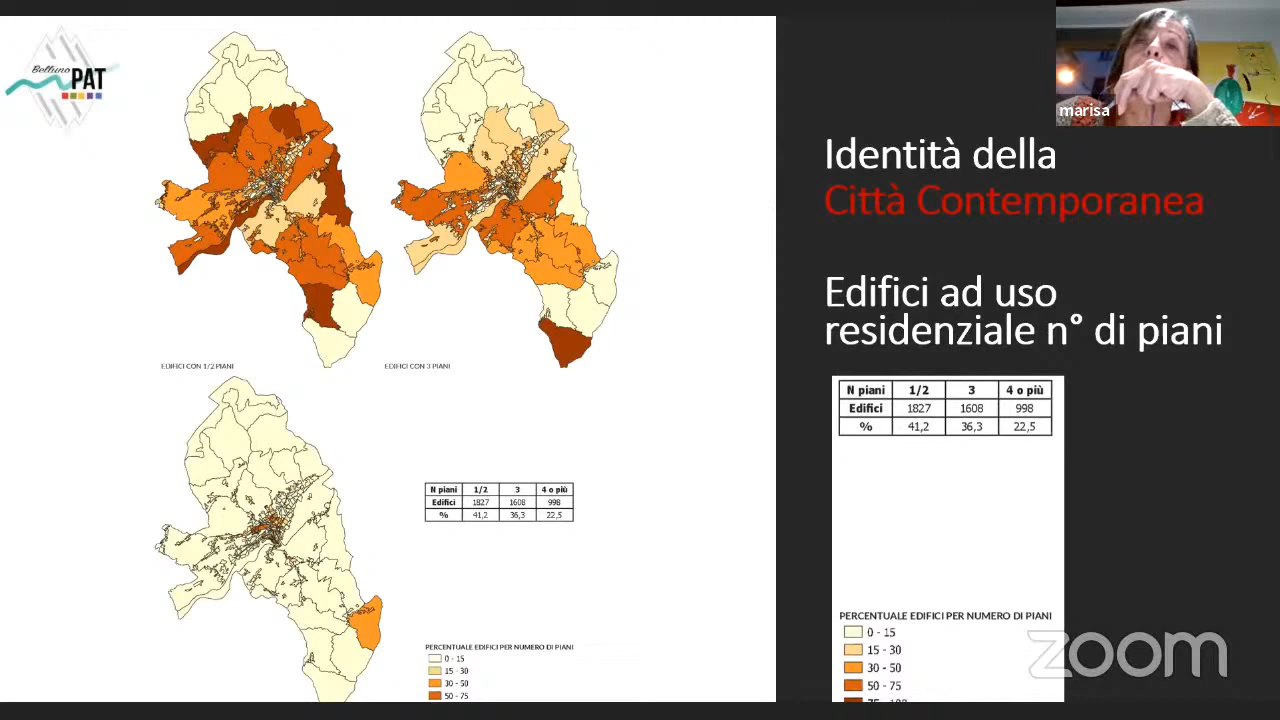 Belluno
PAT
EDIFICI CON 1/2 PIANI
EDIFICI CON 3 PIANI
N piani 1/2 3 4 o più
Edifici 1827 1608 998
% 41,2 36,3 22,5
PERCENTUALE EDIFICI PER NUMERO DI PIANI
0 - 15
15 - 30
30 - 50
50 - 75
marisa
Identità della
Città Contemporanea
Edifici ad uso
residenziale n° di piani
N piani 1/2 3 4 o più
Edifici 1827 1608 998
% 41,2 36,3 22,5
PERCENTUALE EDIFICI PER NUMERO DI PIANI
0 - 15
15 - 30
30 - 50
50 - 75
zoom